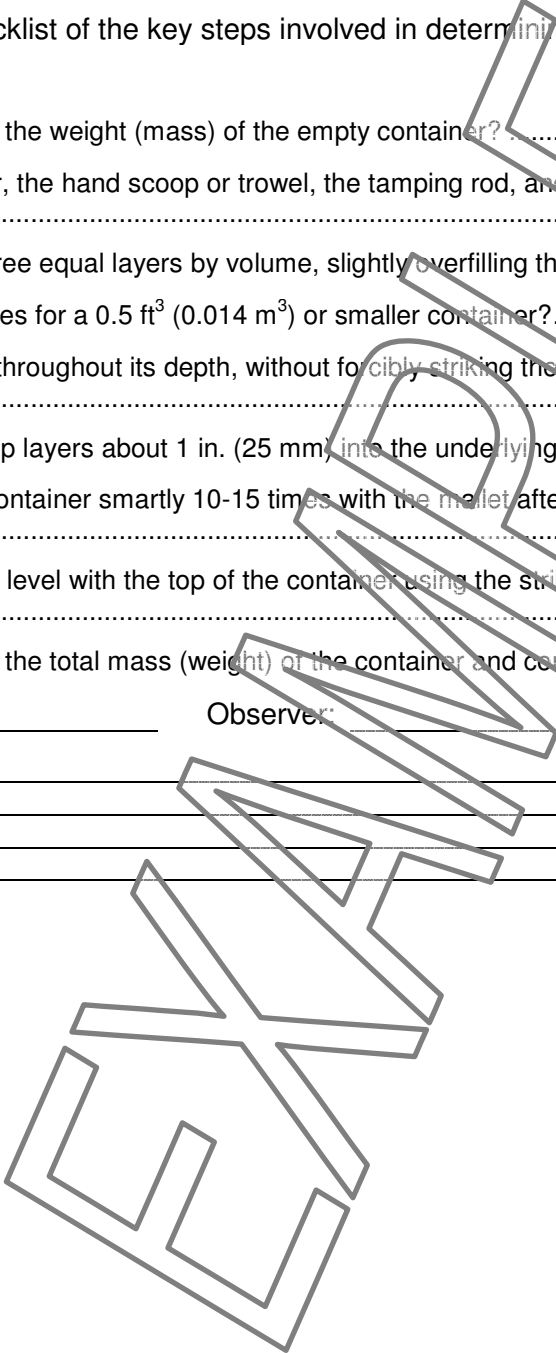 cklist of the key steps involved in determini
the weight (mass) of the empty container? ......
r, the hand scoop or trowel, the tamping rod, an
..........................................................................................
ree equal layers by volume, slightly overfilling th
es for a 0.5 ft³ (0.014 m³) or smaller container?.
throughout its depth, without forcibly striking the
..........................................................................................
p layers about 1 in. (25 mm) into the underlying
ontainer smartly 10-15 times with the mallet afte
..........................................................................................
level with the top of the container using the stri
..........................................................................................
the total mass (weight) of the container and co
Observer:
EXAMPL